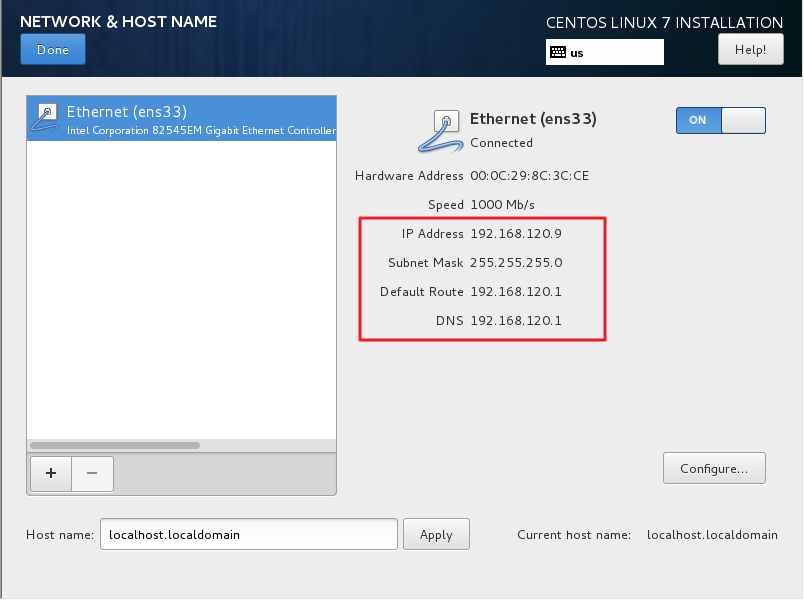 NETWORK & HOST NAME
CENTOS LINUX 7 INSTALLATION
Done
us
Help!
Ethernet (ens33)
Intel Corporation 82545EM Gigabit Ethernet Controller
Ethernet (ens33)
Connected
ON
Hardware Address 00:0C:29:8C:3C:CE
Speed 1000 Mb/s
IP Address 192.168.120.9
Subnet Mask 255.255.255.0
Default Route 192.168.120.1
DNS 192.168.120.1
+ −
Configure...
Host name: localhost.localdomain
Apply
Current host name: localhost.localdomain